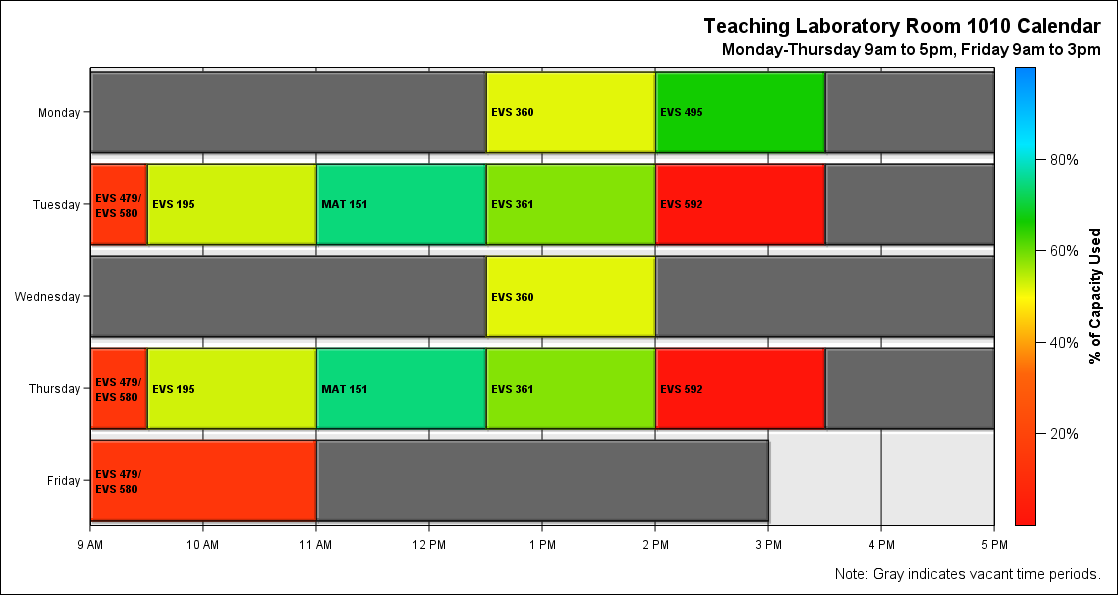 Teaching Laboratory Room 1010 Calendar
Monday-Thursday 9am to 5pm, Friday 9am to 3pm
Monday
EVS 360
EVS 495
Tuesday
EVS 479/
EVS 580
EVS 195
MAT 151
EVS 361
EVS 592
Wednesday
EVS 360
Thursday
EVS 479/
EVS 580
EVS 195
MAT 151
EVS 361
EVS 592
Friday
EVS 479/
EVS 580
9 AM
10 AM
11 AM
12 PM
1 PM
2 PM
3 PM
4 PM
5 PM
80%
60%
40%
20%
% of Capacity Used
Note: Gray indicates vacant time periods.